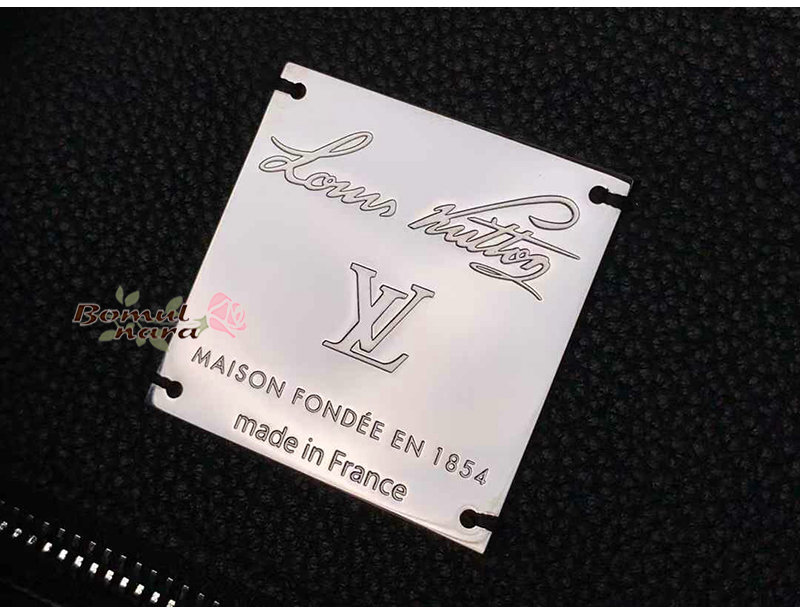 Louis Vuitton
LV
MAISON FONDÉE EN 1854
made in France
Bomul
nara